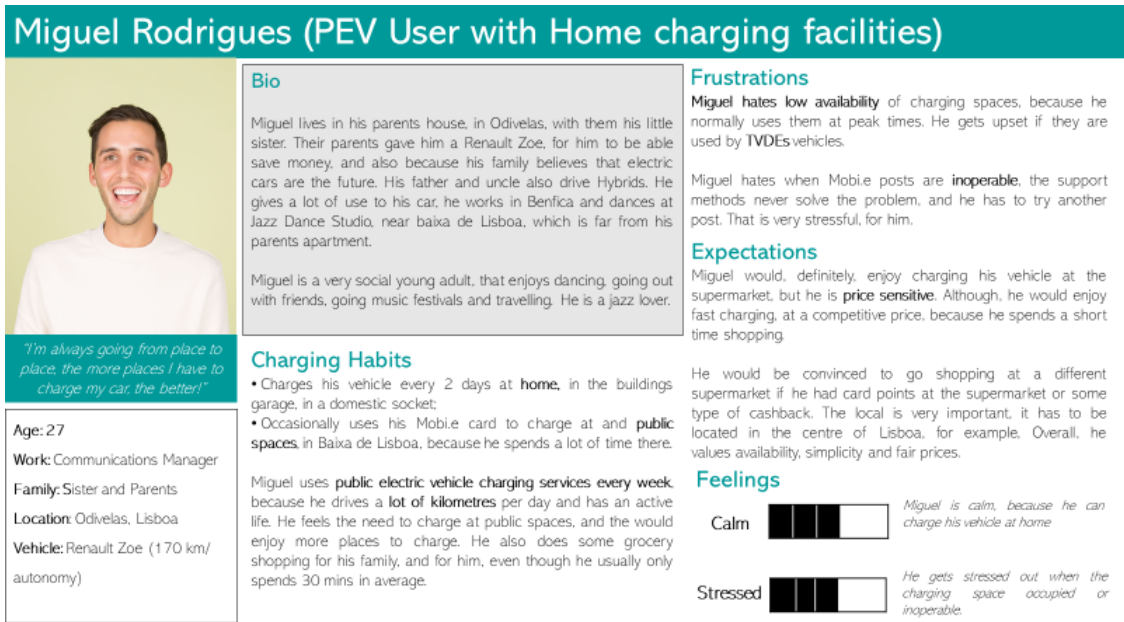 Miguel Rodrigues (PEV User with Home charging facilities)
"I'm always going from place to
place, the more places I have to
charge my car, the better!"
Age: 27
Work: Communications Manager
Family: Sister and Parents
Location: Odivelas, Lisboa
Vehicle: Renault Zoe (170 km/
autonomy)
Bio
Miguel lives in his parents house, in Odivelas, with them his little
sister. Their parents gave him a Renault Zoe, for him to be able
save money, and also because his family believes that electric
cars are the future. His father and uncle also drive Hybrids. He
gives a lot of use to his car, he works in Benfica and dances at
Jazz Dance Studio, near baixa de Lisboa, which is far from his
parents apartment.
Miguel is a very social young adult, that enjoys dancing, going out
with friends, going music festivals and travelling. He is a jazz lover.
Charging Habits
• Charges his vehicle every 2 days at home, in the buildings
garage, in a domestic socket;
• Occasionally uses his Mobi.e card to charge at and public
spaces, in Baixa de Lisboa, because he spends a lot of time there.
Miguel uses public electric vehicle charging services every week,
because he drives a lot of kilometres per day and has an active
life. He feels the need to charge at public spaces, and the would
enjoy more places to charge. He also does some grocery
shopping for his family, and for him, even though he usually only
spends 30 mins in average.
Frustrations
Miguel hates low availability of charging spaces, because he
normally uses them at peak times. He gets upset if they are
used by TVDEs vehicles.
Miguel hates when Mobi.e posts are inoperable, the support
methods never solve the problem, and he has to try another
post. That is very stressful, for him.
Expectations
Miguel would, definitely, enjoy charging his vehicle at the
supermarket, but he is price sensitive. Although, he would enjoy
fast charging, at a competitive price, because he spends a short
time shopping.
He would be convinced to go shopping at a different
supermarket if he had card points at the supermarket or some
type of cashback. The local is very important, it has to be
located in the centre of Lisboa, for example. Overall, he
values availability, simplicity and fair prices.
Feelings
Calm
Miguel is calm, because he can
charge his vehicle at home
Stressed
He gets stressed out when the
charging space occupied or
inoperable.